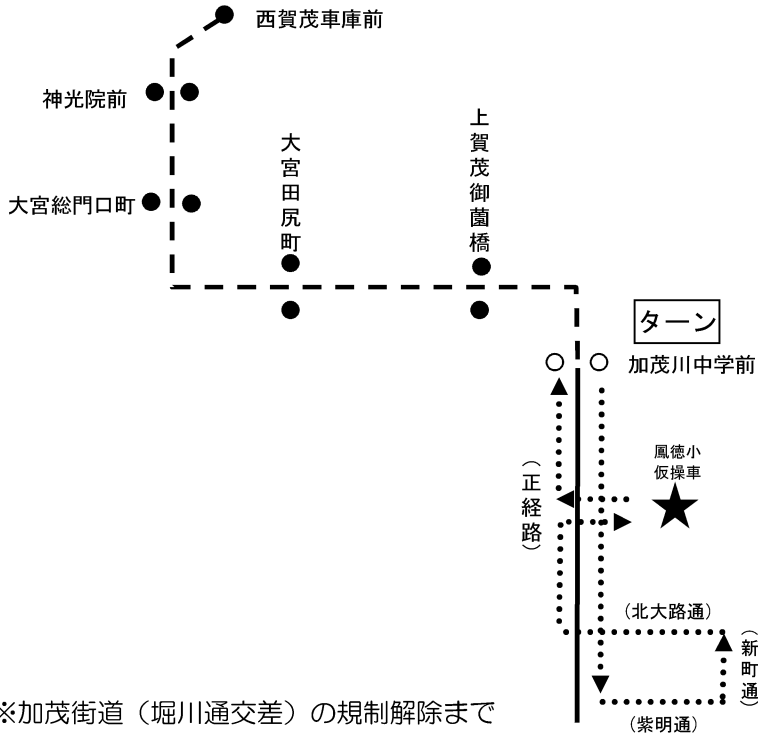 西賀茂車庫前
神光院前
大宮総門口町
大宮田尻町
上賀茂御薗橋
ターン
加茂川中学前
鳳徳小
仮操車
(正経路)
(北大路通)
(新町通)
(紫明通)
※加茂街道（堀川通交差）の規制解除まで